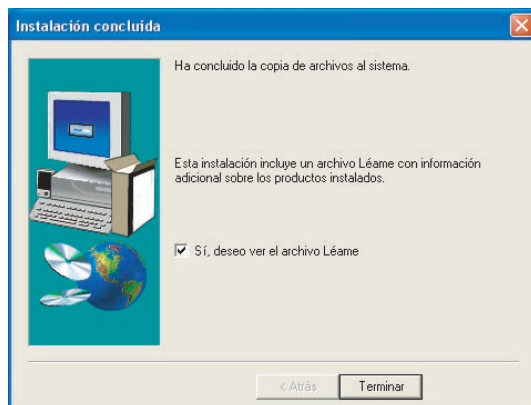 Instalación concluida
Ha concluido la copia de archivos al sistema.
Esta instalación incluye un archivo Léame con información
adicional sobre los productos instalados.
Sí, deseo ver el archivo Léame
< Atrás
Terminar